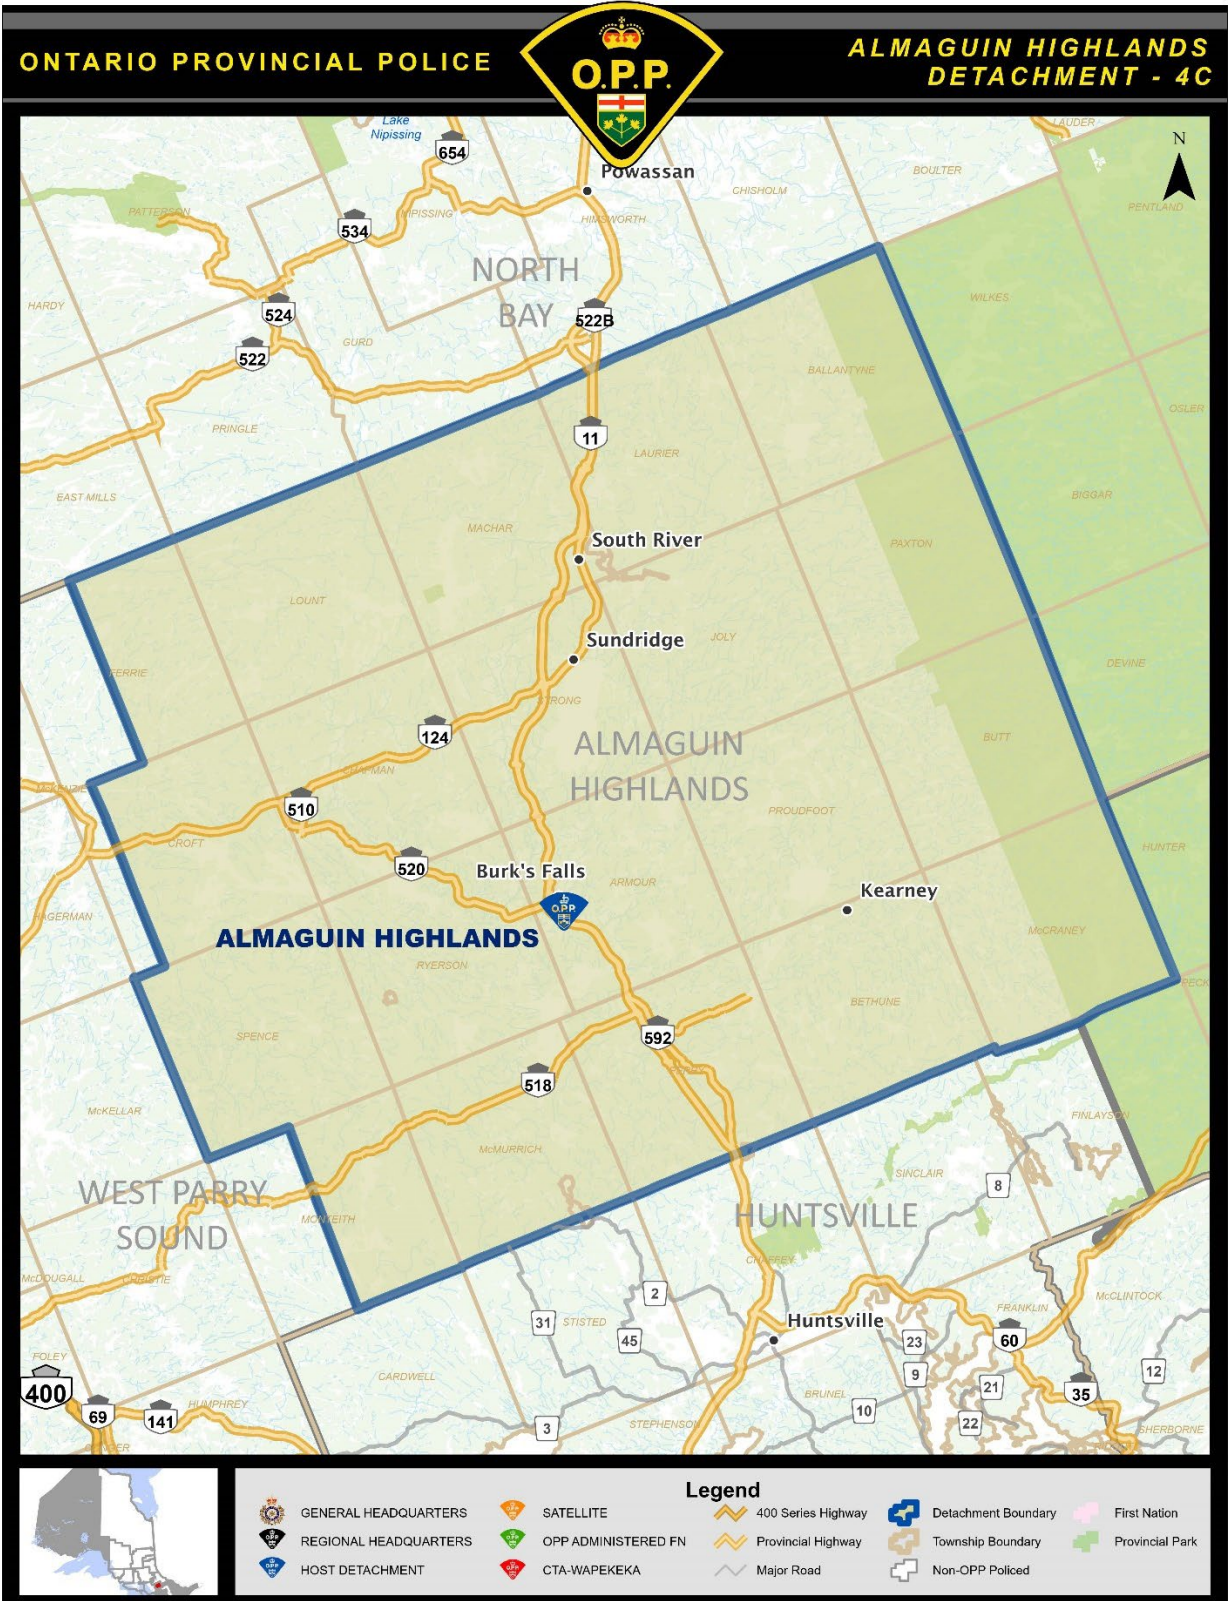 ONTARIO PROVINCIAL POLICE
O.P.P.
ALMAGUIN HIGHLANDS
DETACHMENT - 4C
Lake
Nipissing
654
Powassan
LAUDER
N
BOULTER
CHISHOLM
PENTLAND
PATTERSON
NIPISSING
HIMSWORTH
534
NORTH
BAY
HARDY
524
522B
WILKES
GURD
522
BALLANTYNE
OSLER
PRINGLE
11
LAURIER
EAST MILLS
BIGGAR
MACHAR
South River
PAXTON
LOUNT
Sundridge
JOLY
FERRIE
DEVINE
STRONG
124
BUTT
ALMAGUIN
HIGHLANDS
CHAPMAN
McKENZIE
510
PROUDFOOT
CROFT
HUNTER
520
Burk's Falls
ARMOUR
Kearney
HAGERMAN
O.P.P.
ALMAGUIN HIGHLANDS
McCRANEY
RYERSON
PECK
BETHUNE
SPENCE
592
PERRY
518
McKELLAR
FINLAYSON
McMURRICH
SINCLAIR
8
WEST PARRY
SOUND
MONTEITH
HUNTSVILLE
CHAFFEY
McDOUGALL
CHRISTIE
2
FRANKLIN
McCLINTOCK
31
STISTED
45
Huntsville
23
60
FOLEY
400
CARDWELL
9
21
35
12
69
141
HUMPHREY
BRUNEL
10
22
3
STEPHENSON
SHERBORNE
Legend
GENERAL HEADQUARTERS
REGIONAL HEADQUARTERS
HOST DETACHMENT
SATELLITE
OPP ADMINISTERED FN
CTA-WAPEKEKA
400 Series Highway
Provincial Highway
Major Road
Detachment Boundary
Township Boundary
Non-OPP Policed
First Nation
Provincial Park